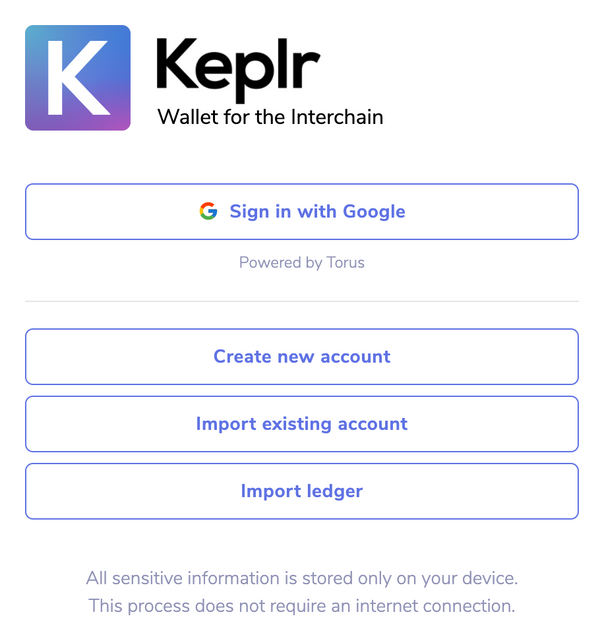 K
Keplr
Wallet for the Interchain
Sign in with Google
Powered by Torus
Create new account
Import existing account
Import ledger
All sensitive information is stored only on your device.
This process does not require an internet connection.